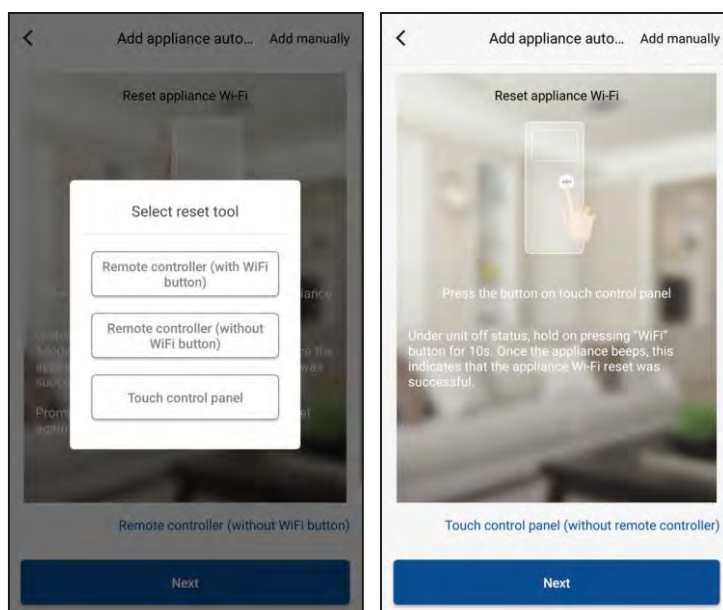 Add appliance auto... Add manually
Reset appliance Wi-Fi
Select reset tool
Remote controller (with WiFi
button)
Remote controller (without
WiFi button)
Touch control panel
Remote controller (without WiFi button)
Next
Add appliance auto... Add manually
Reset appliance Wi-Fi
WiFi
Press the button on touch control panel
Under unit off status, hold on pressing "WiFi"
button for 10s. Once the appliance beeps, this
indicates that the appliance Wi-Fi reset was
successful.
Touch control panel (without remote controller)
Next